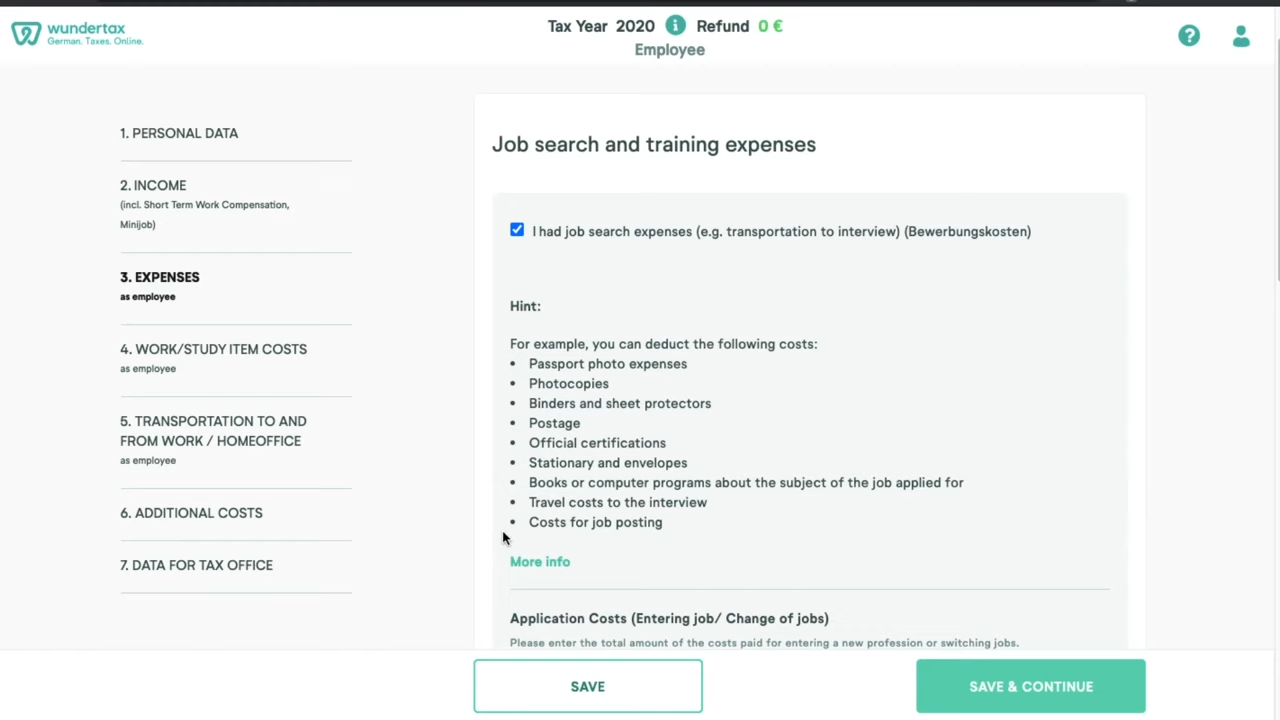 wundertax
German. Taxes. Online.
Tax Year 2020 i Refund 0 €
Employee
?
1. PERSONAL DATA
2. INCOME
(incl. Short Term Work Compensation,
Minijob)
3. EXPENSES
as employee
4. WORK/STUDY ITEM COSTS
as employee
5. TRANSPORTATION TO AND
FROM WORK / HOMEOFFICE
as employee
6. ADDITIONAL COSTS
7. DATA FOR TAX OFFICE
Job search and training expenses
I had job search expenses (e.g. transportation to interview) (Bewerbungskosten)
Hint:
For example, you can deduct the following costs:
• Passport photo expenses
• Photocopies
• Binders and sheet protectors
• Postage
• Official certifications
• Stationary and envelopes
• Books or computer programs about the subject of the job applied for
• Travel costs to the interview
• Costs for job posting
More info
Application Costs (Entering job/ Change of jobs)
Please enter the total amount of the costs paid for entering a new profession or switching jobs.
SAVE
SAVE & CONTINUE